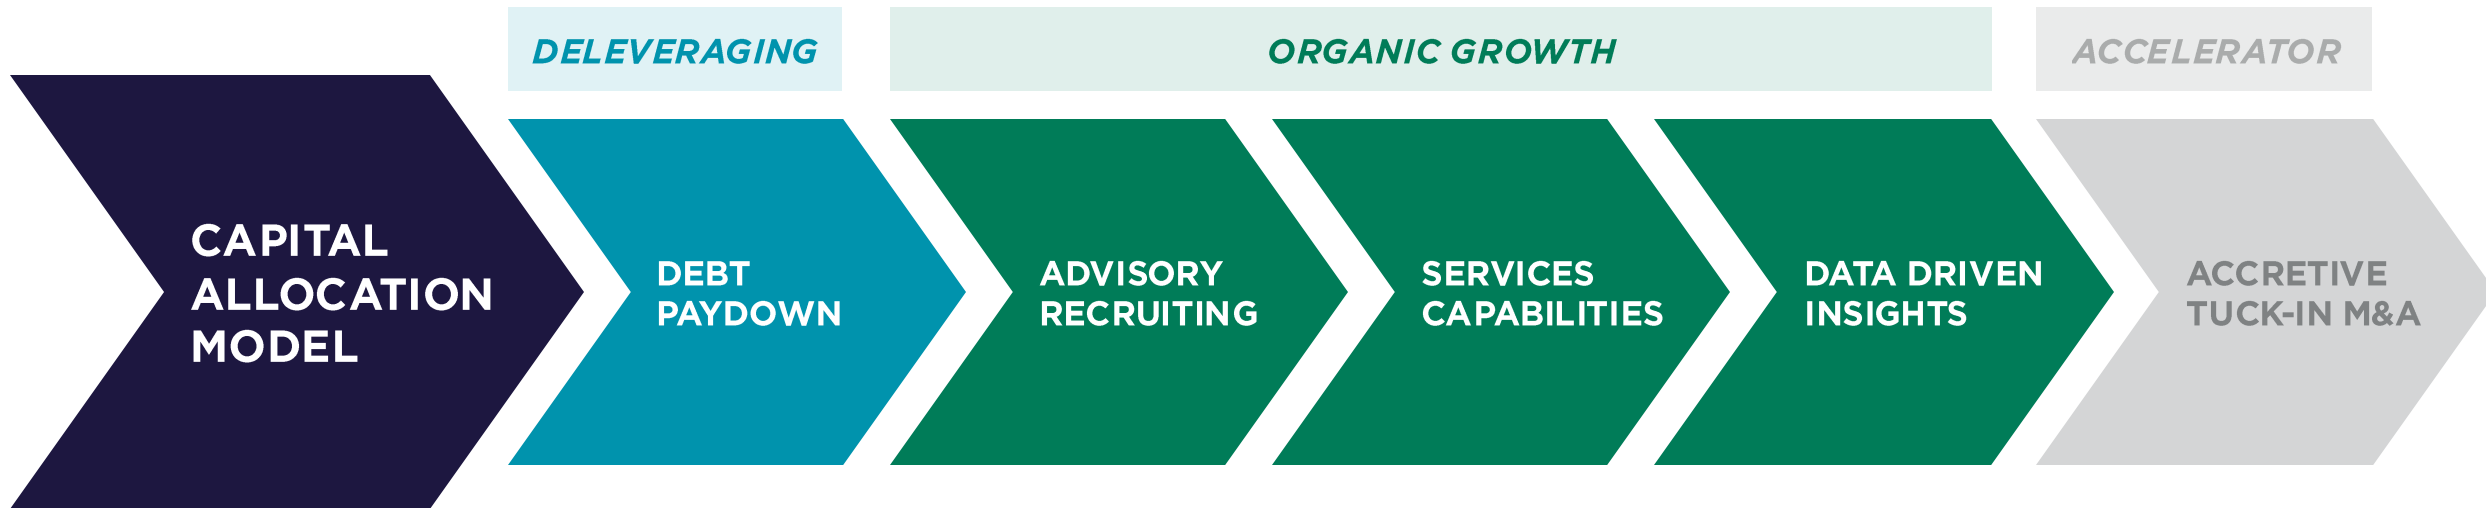 DELEVERAGING
ORGANIC GROWTH
ACCELERATOR
CAPITAL
ALLOCATION
MODEL
DEBT
PAYDOWN
ADVISORY
RECRUITING
SERVICES
CAPABILITIES
DATA DRIVEN
INSIGHTS
ACCRETIVE
TUCK-IN M&A